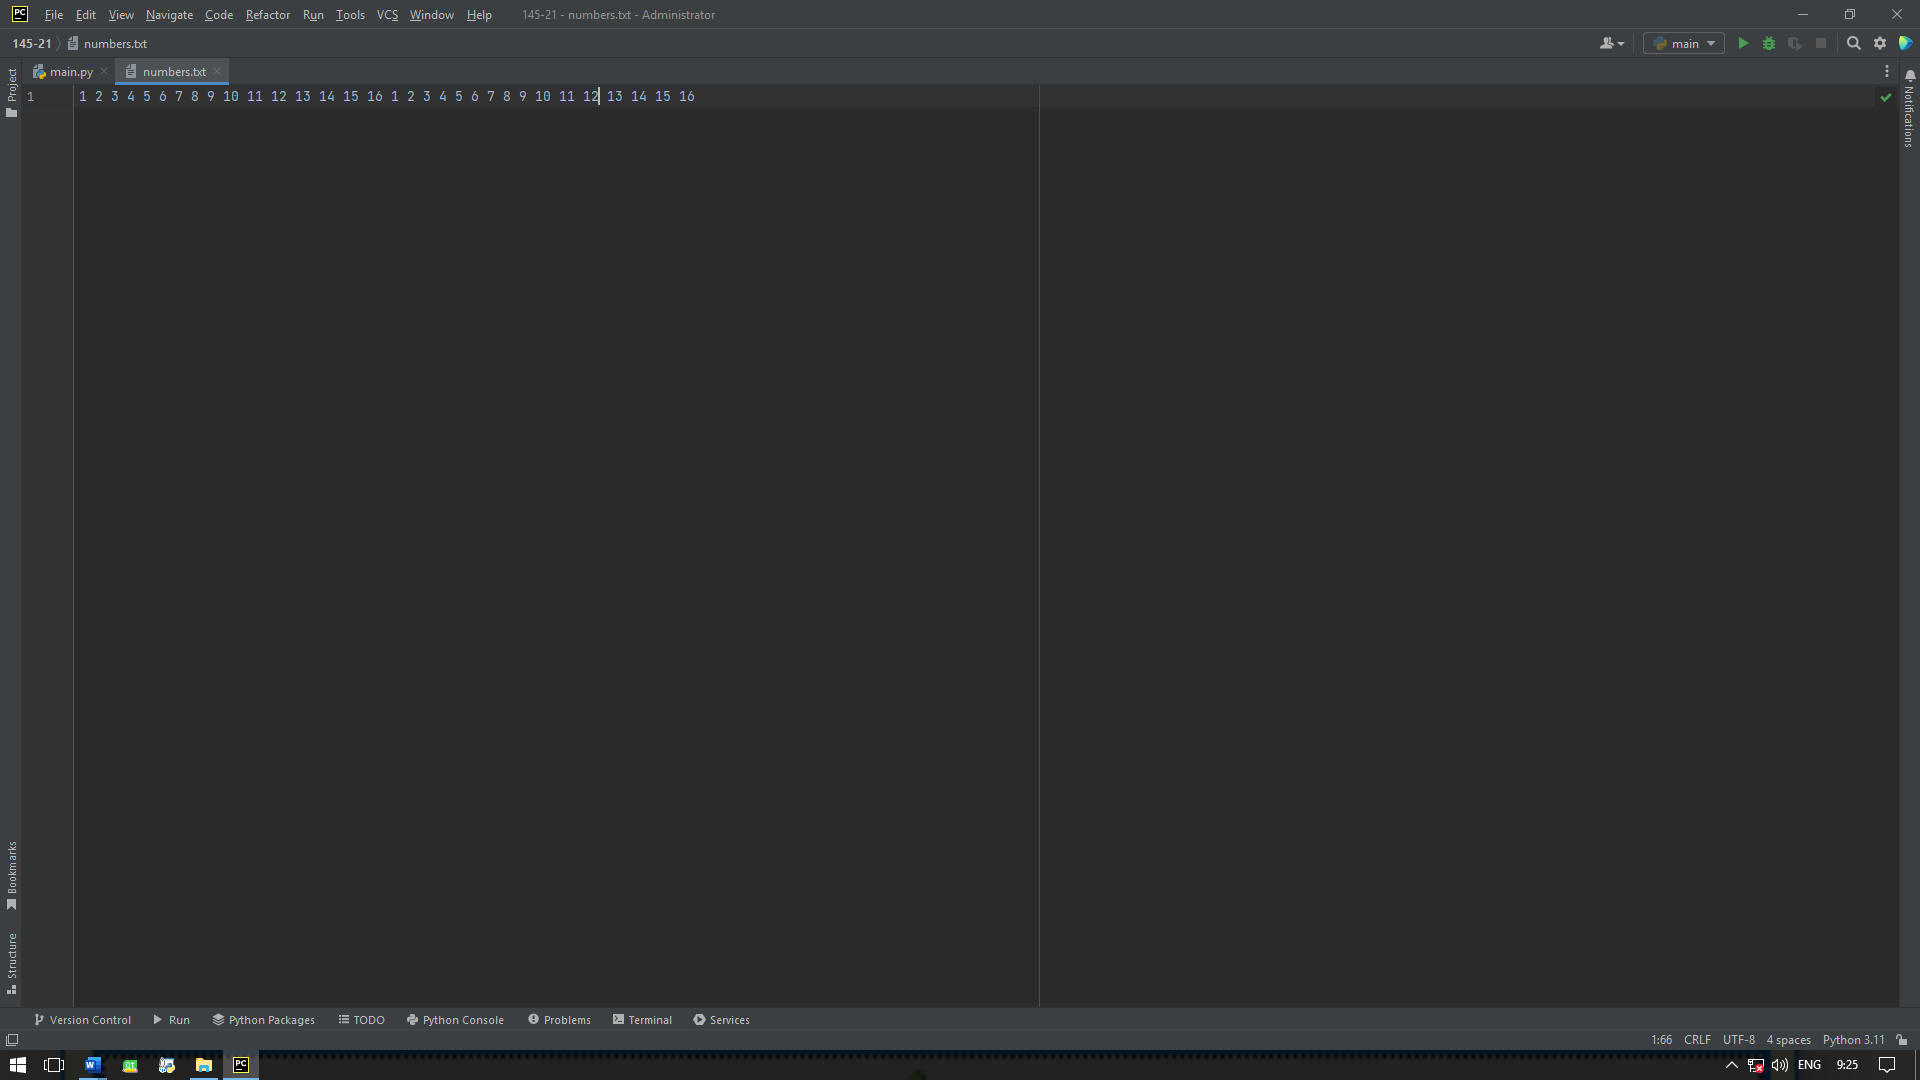 PC File Edit View Navigate Code Refactor Run Tools VCS Window Help 145-21 - numbers.txt - Administrator
145-21 numbers.txt main
main.py numbers.txt
1 1 2 3 4 5 6 7 8 9 10 11 12 13 14 15 16 1 2 3 4 5 6 7 8 9 10 11 12 13 14 15 16
Project
Notifications
Bookmarks
Structure
Version Control Run Python Packages TODO Python Console Problems Terminal Services
1:66 CRLF UTF-8 4 spaces Python 3.11
W qt PC ENG 9:25